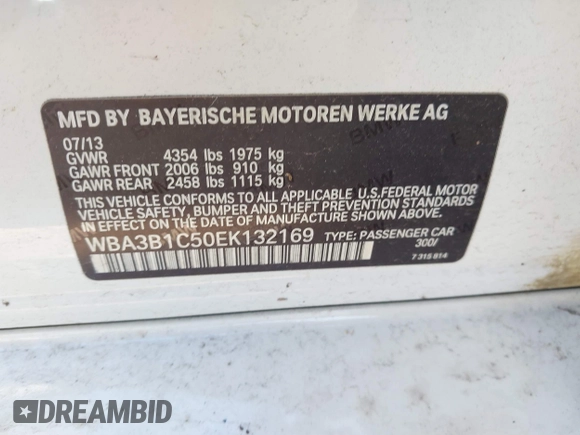 MFD BY BAYERISCHE MOTOREN WERKE AG
07/13
GVWR 4354 lbs 1975 kg
GAWR FRONT 2006 lbs 910 kg
GAWR REAR 2458 lbs 1115 kg
THIS VEHICLE CONFORMS TO ALL APPLICABLE U.S.FEDERAL MOTOR
VEHICLE SAFETY, BUMPER AND THEFT PREVENTION STANDARDS
IN EFFECT ON THE DATE OF MANUFACTURE SHOWN ABOVE.
WBA3B1C50EK132169 TYPE: PASSENGER CAR
300/
7 315 814
DREAMBID